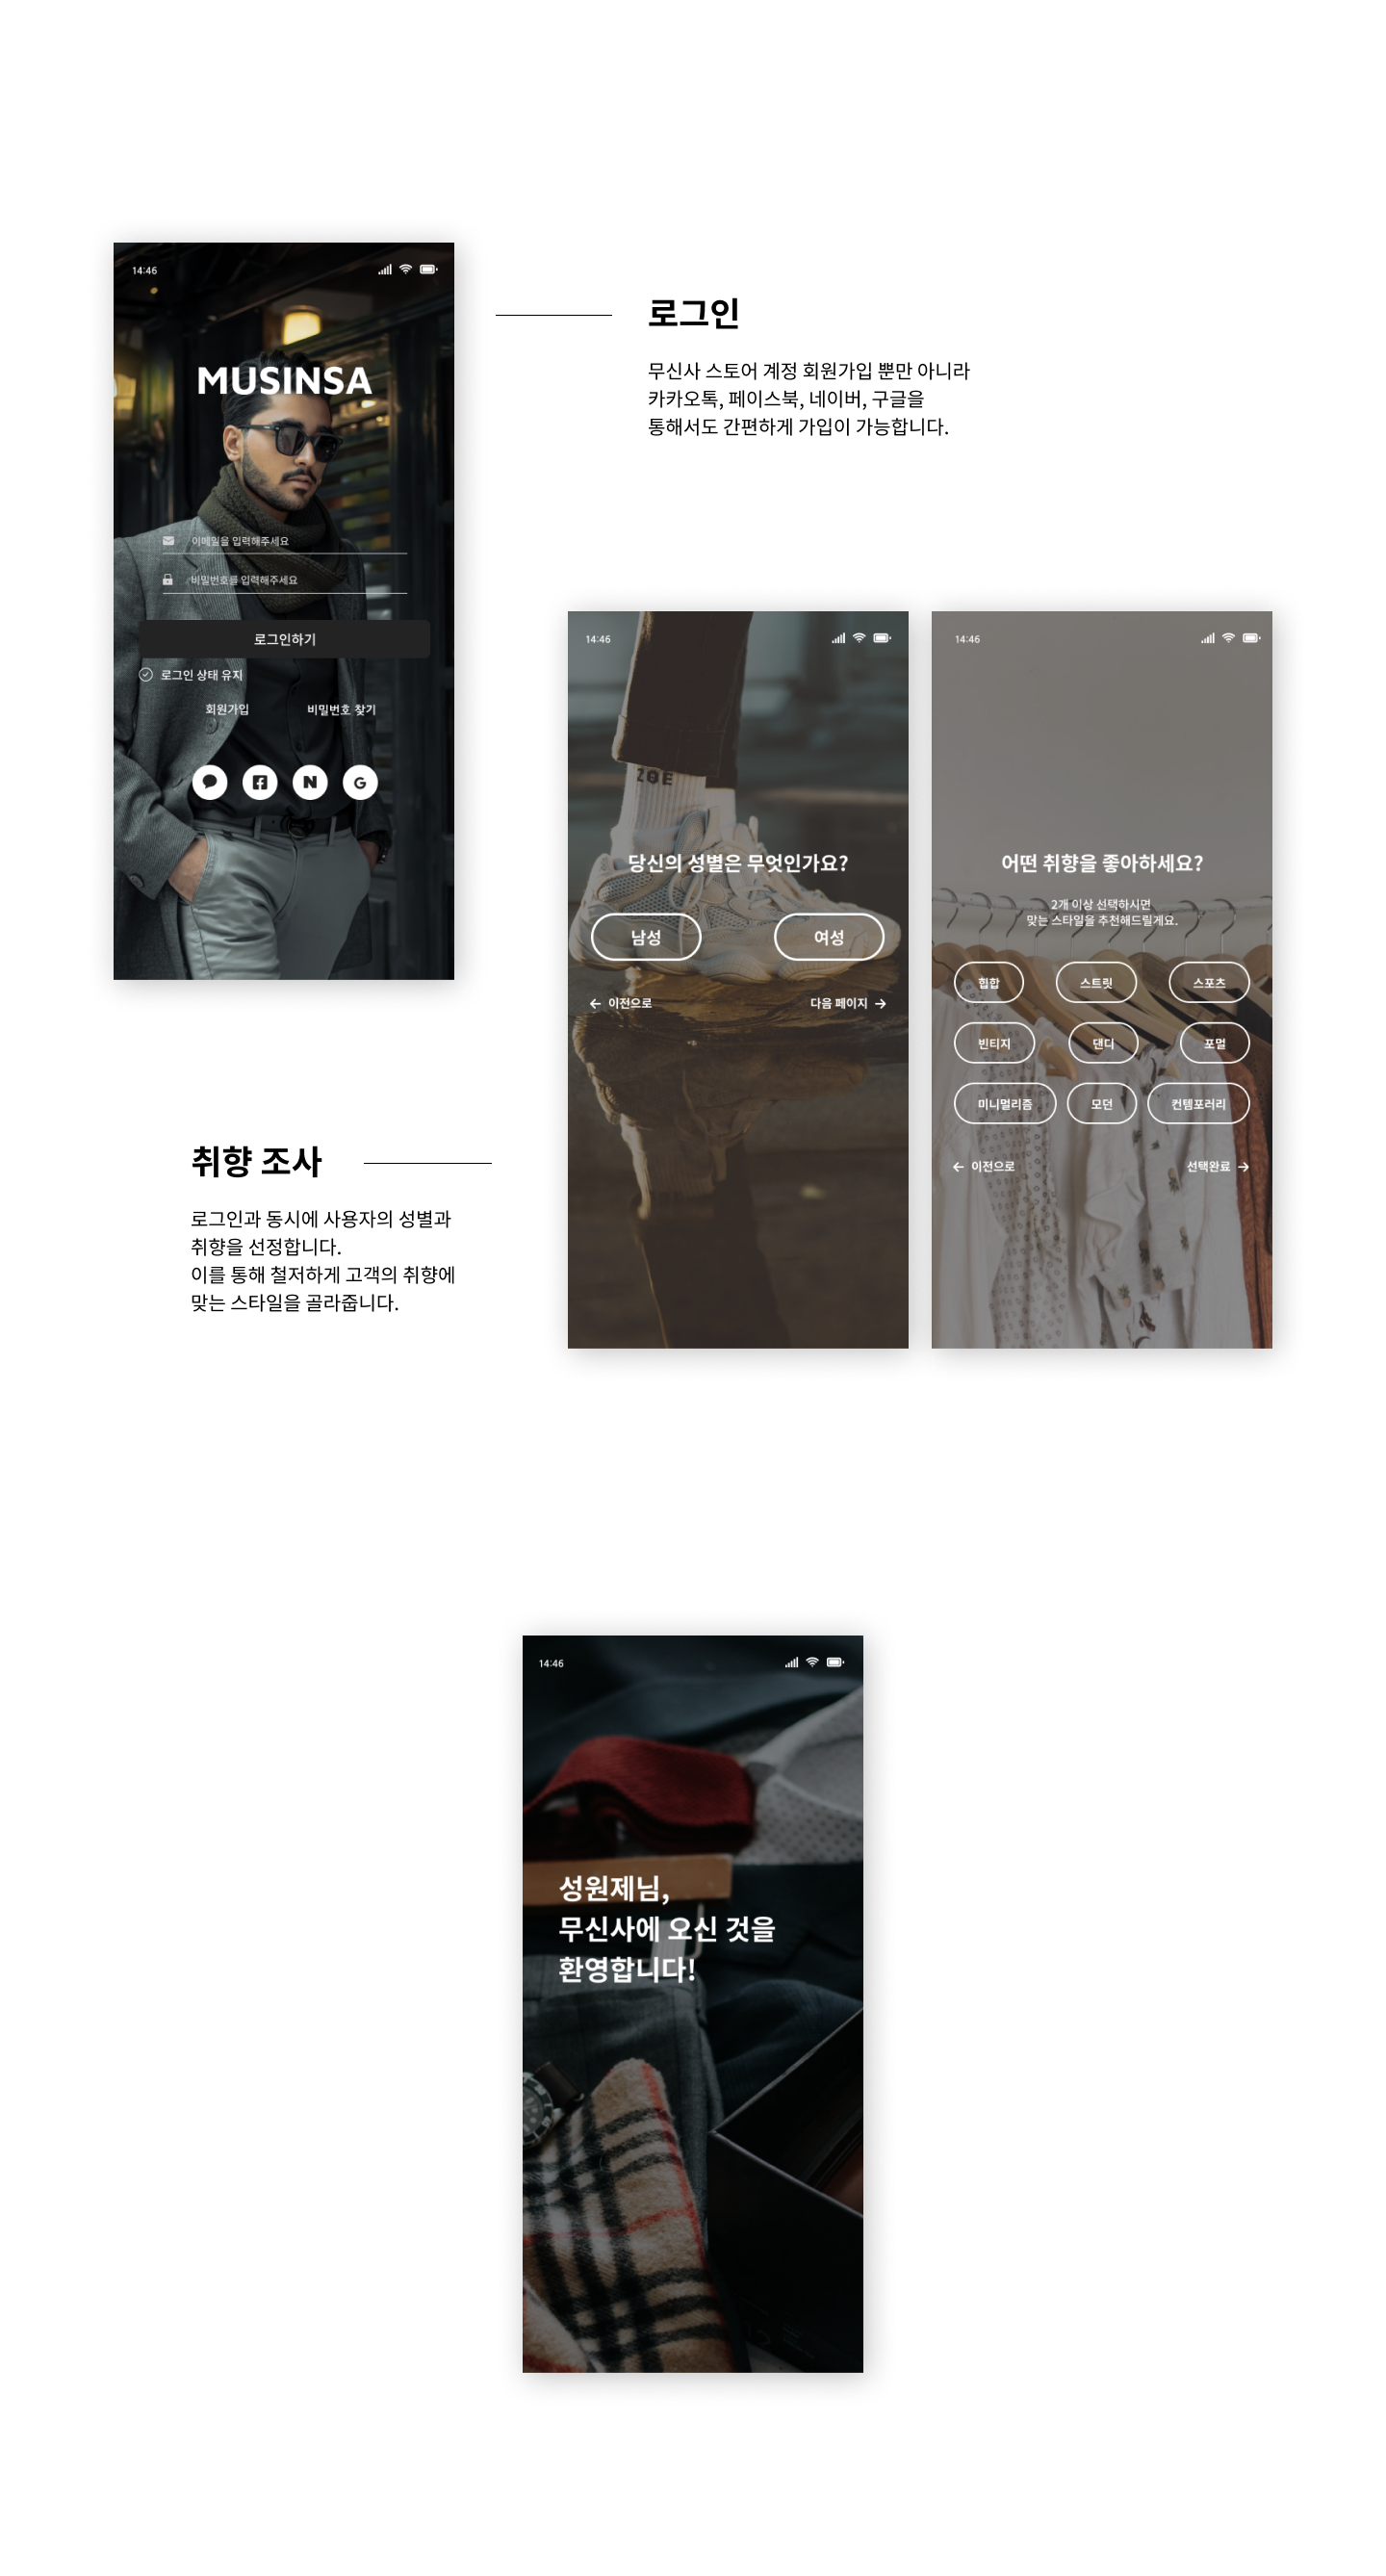 14:46
MUSINSA
이메일을 입력해주세요
비밀번호를 입력해주세요
로그인하기
로그인 상태 유지
회원가입 비밀번호 찾기
N G
로그인
무신사 스토어 계정 회원가입 뿐만 아니라
카카오톡, 페이스북, 네이버, 구글을
통해서도 간편하게 가입이 가능합니다.
14:46
ZOE
당신의 성별은 무엇인가요?
남성 여성
이전으로 다음 페이지
14:46
어떤 취향을 좋아하세요?
2개 이상 선택하시면
맞는 스타일을 추천해드릴게요.
힙합 스트릿 스포츠
빈티지 댄디 포멀
미니멀리즘 모던 컨템포러리
이전으로 선택완료
취향 조사
로그인과 동시에 사용자의 성별과
취향을 선정합니다.
이를 통해 철저하게 고객의 취향에
맞는 스타일을 골라줍니다.
14:46
성원제님,
무신사에 오신 것을
환영합니다!